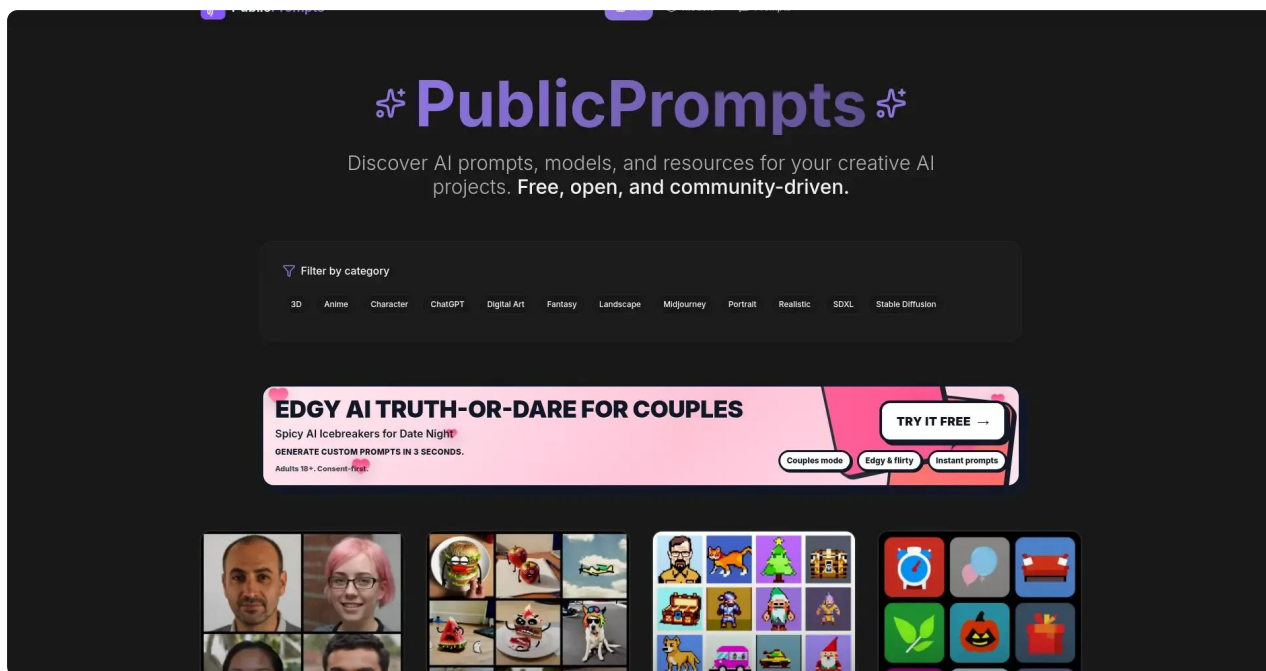 PublicPrompts
PublicPrompts
Discover AI prompts, models, and resources for your creative AI
projects. Free, open, and community-driven.
Filter by category
3D Anime Character ChatGPT Digital Art Fantasy Landscape Midjourney Portrait Realistic SDXL Stable Diffusion
EDGY AI TRUTH-OR-DARE FOR COUPLES
Spicy AI Icebreakers for Date Night
GENERATE CUSTOM PROMPTS IN 3 SECONDS.
Adults 18+. Consent-first.
TRY IT FREE →
Couples mode Edgy & flirty Instant prompts